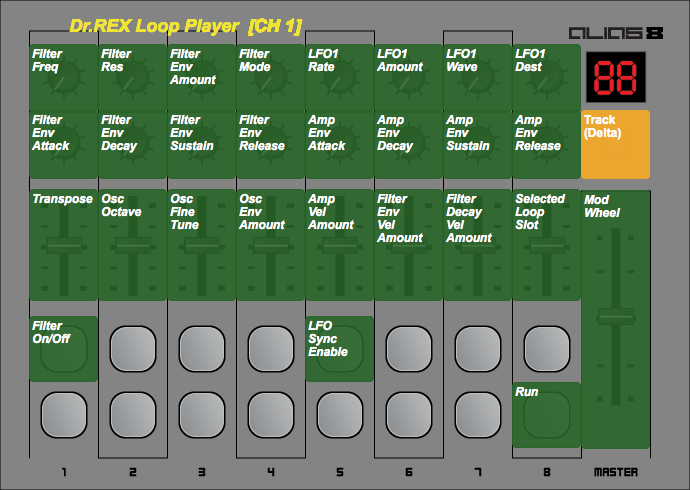 Dr.REX Loop Player [CH 1]
ALIAS 8
Filter
Freq
Filter
Res
Filter
Env
Amount
Filter
Mode
LFO1
Rate
LFO1
Amount
LFO1
Wave
LFO1
Dest
88
Filter
Env
Attack
Filter
Env
Decay
Filter
Env
Sustain
Filter
Env
Release
Amp
Env
Attack
Amp
Env
Decay
Amp
Env
Sustain
Amp
Env
Release
Track
(Delta)
Transpose
Osc
Octave
Osc
Fine
Tune
Osc
Env
Amount
Amp
Vel
Amount
Filter
Env
Vel
Amount
Filter
Decay
Vel
Amount
Selected
Loop
Slot
Mod
Wheel
Filter
On/Off
LFO
Sync
Enable
Run
1 2 3 4 5 6 7 8 MASTER